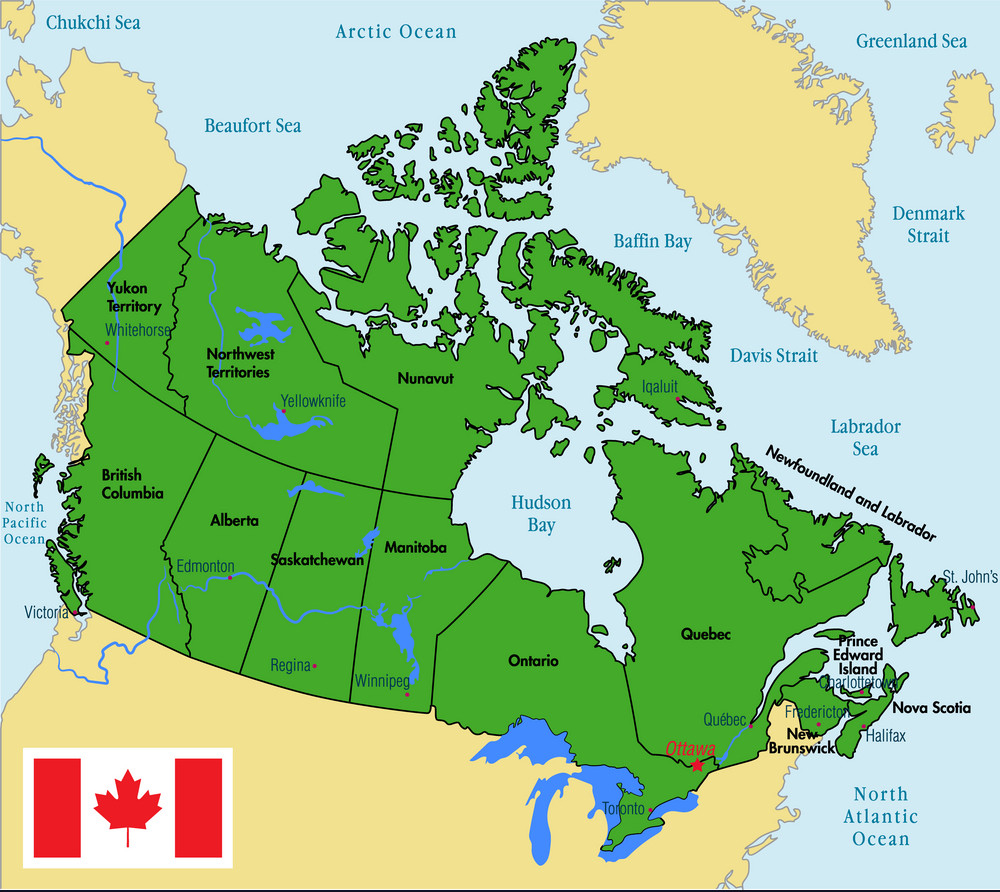 Chukchi Sea
Arctic Ocean
Greenland Sea
Beaufort Sea
Denmark
Strait
Baffin Bay
Yukon
Territory
Whitehorse
Northwest
Territories
Nunavut
Davis Strait
Iqaluit
Yellowknife
Labrador
Sea
Newfoundland and Labrador
British
Columbia
North
Pacific
Ocean
Hudson
Bay
Alberta
Saskatchewan
Manitoba
Edmonton
St. John's
Victoria
Quebec
Prince
Edward
Island
Ontario
Regina
Winnipeg
Charlottetown
Nova Scotia
Québec
Fredericton
Halifax
New
Brunswick
Ottawa
Toronto
North
Atlantic
Ocean